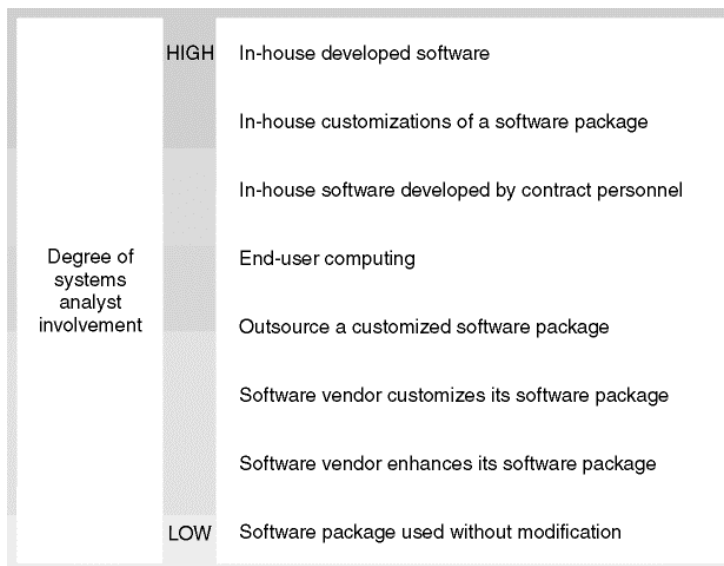 HIGH In-house developed software
In-house customizations of a software package
In-house software developed by contract personnel
Degree of
systems
analyst
involvement
End-user computing
Outsource a customized software package
Software vendor customizes its software package
Software vendor enhances its software package
LOW Software package used without modification